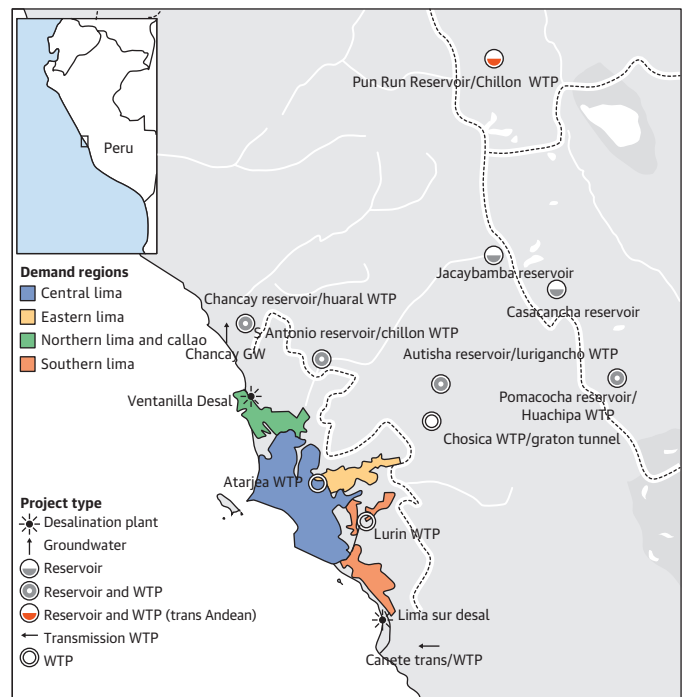 Pun Run Reservoir/Chillon WTP
Peru
Demand regions
Central lima
Eastern lima
Northern lima and callao
Southern lima
Jacaybamba reservoir
Casacancha reservoir
Chancay reservoir/huaral WTP
S Antonio reservoir/chillon WTP
Chancay GW
Autisha reservoir/lurigancho WTP
Pomacocha reservoir/
Huachipa WTP
Ventanilla Desal
Chosica WTP/graton tunnel
Atarjea WTP
Lurin WTP
Project type
Desalination plant
Groundwater
Reservoir
Reservoir and WTP
Reservoir and WTP (trans Andean)
Transmission WTP
WTP
Lima sur desal
Canete trans/WTP